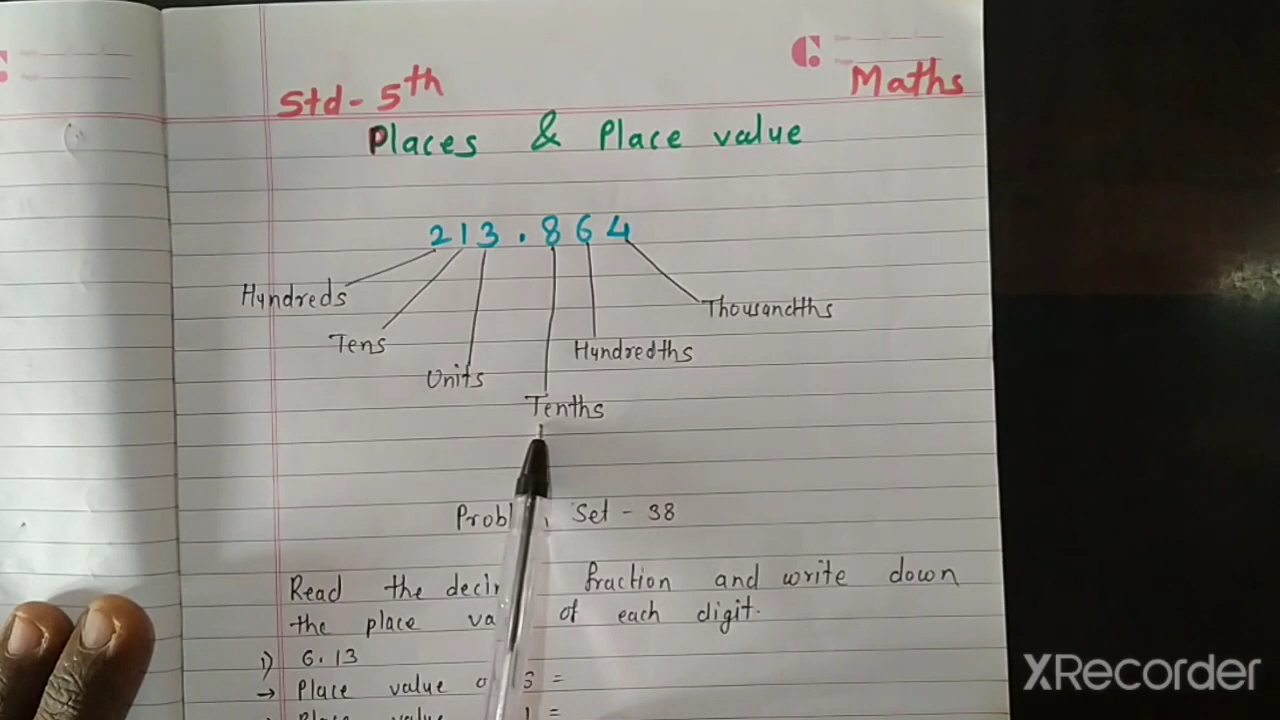 Std - 5th
Maths
Places & Place value
213.864
Hundreds
Thousandths
Tens
Hundredths
Units
Tenths
Set - 38
Read the fraction and write down
the place of each digit.
i) 6.13
→ Place value 3 =
1 =
XRecorder